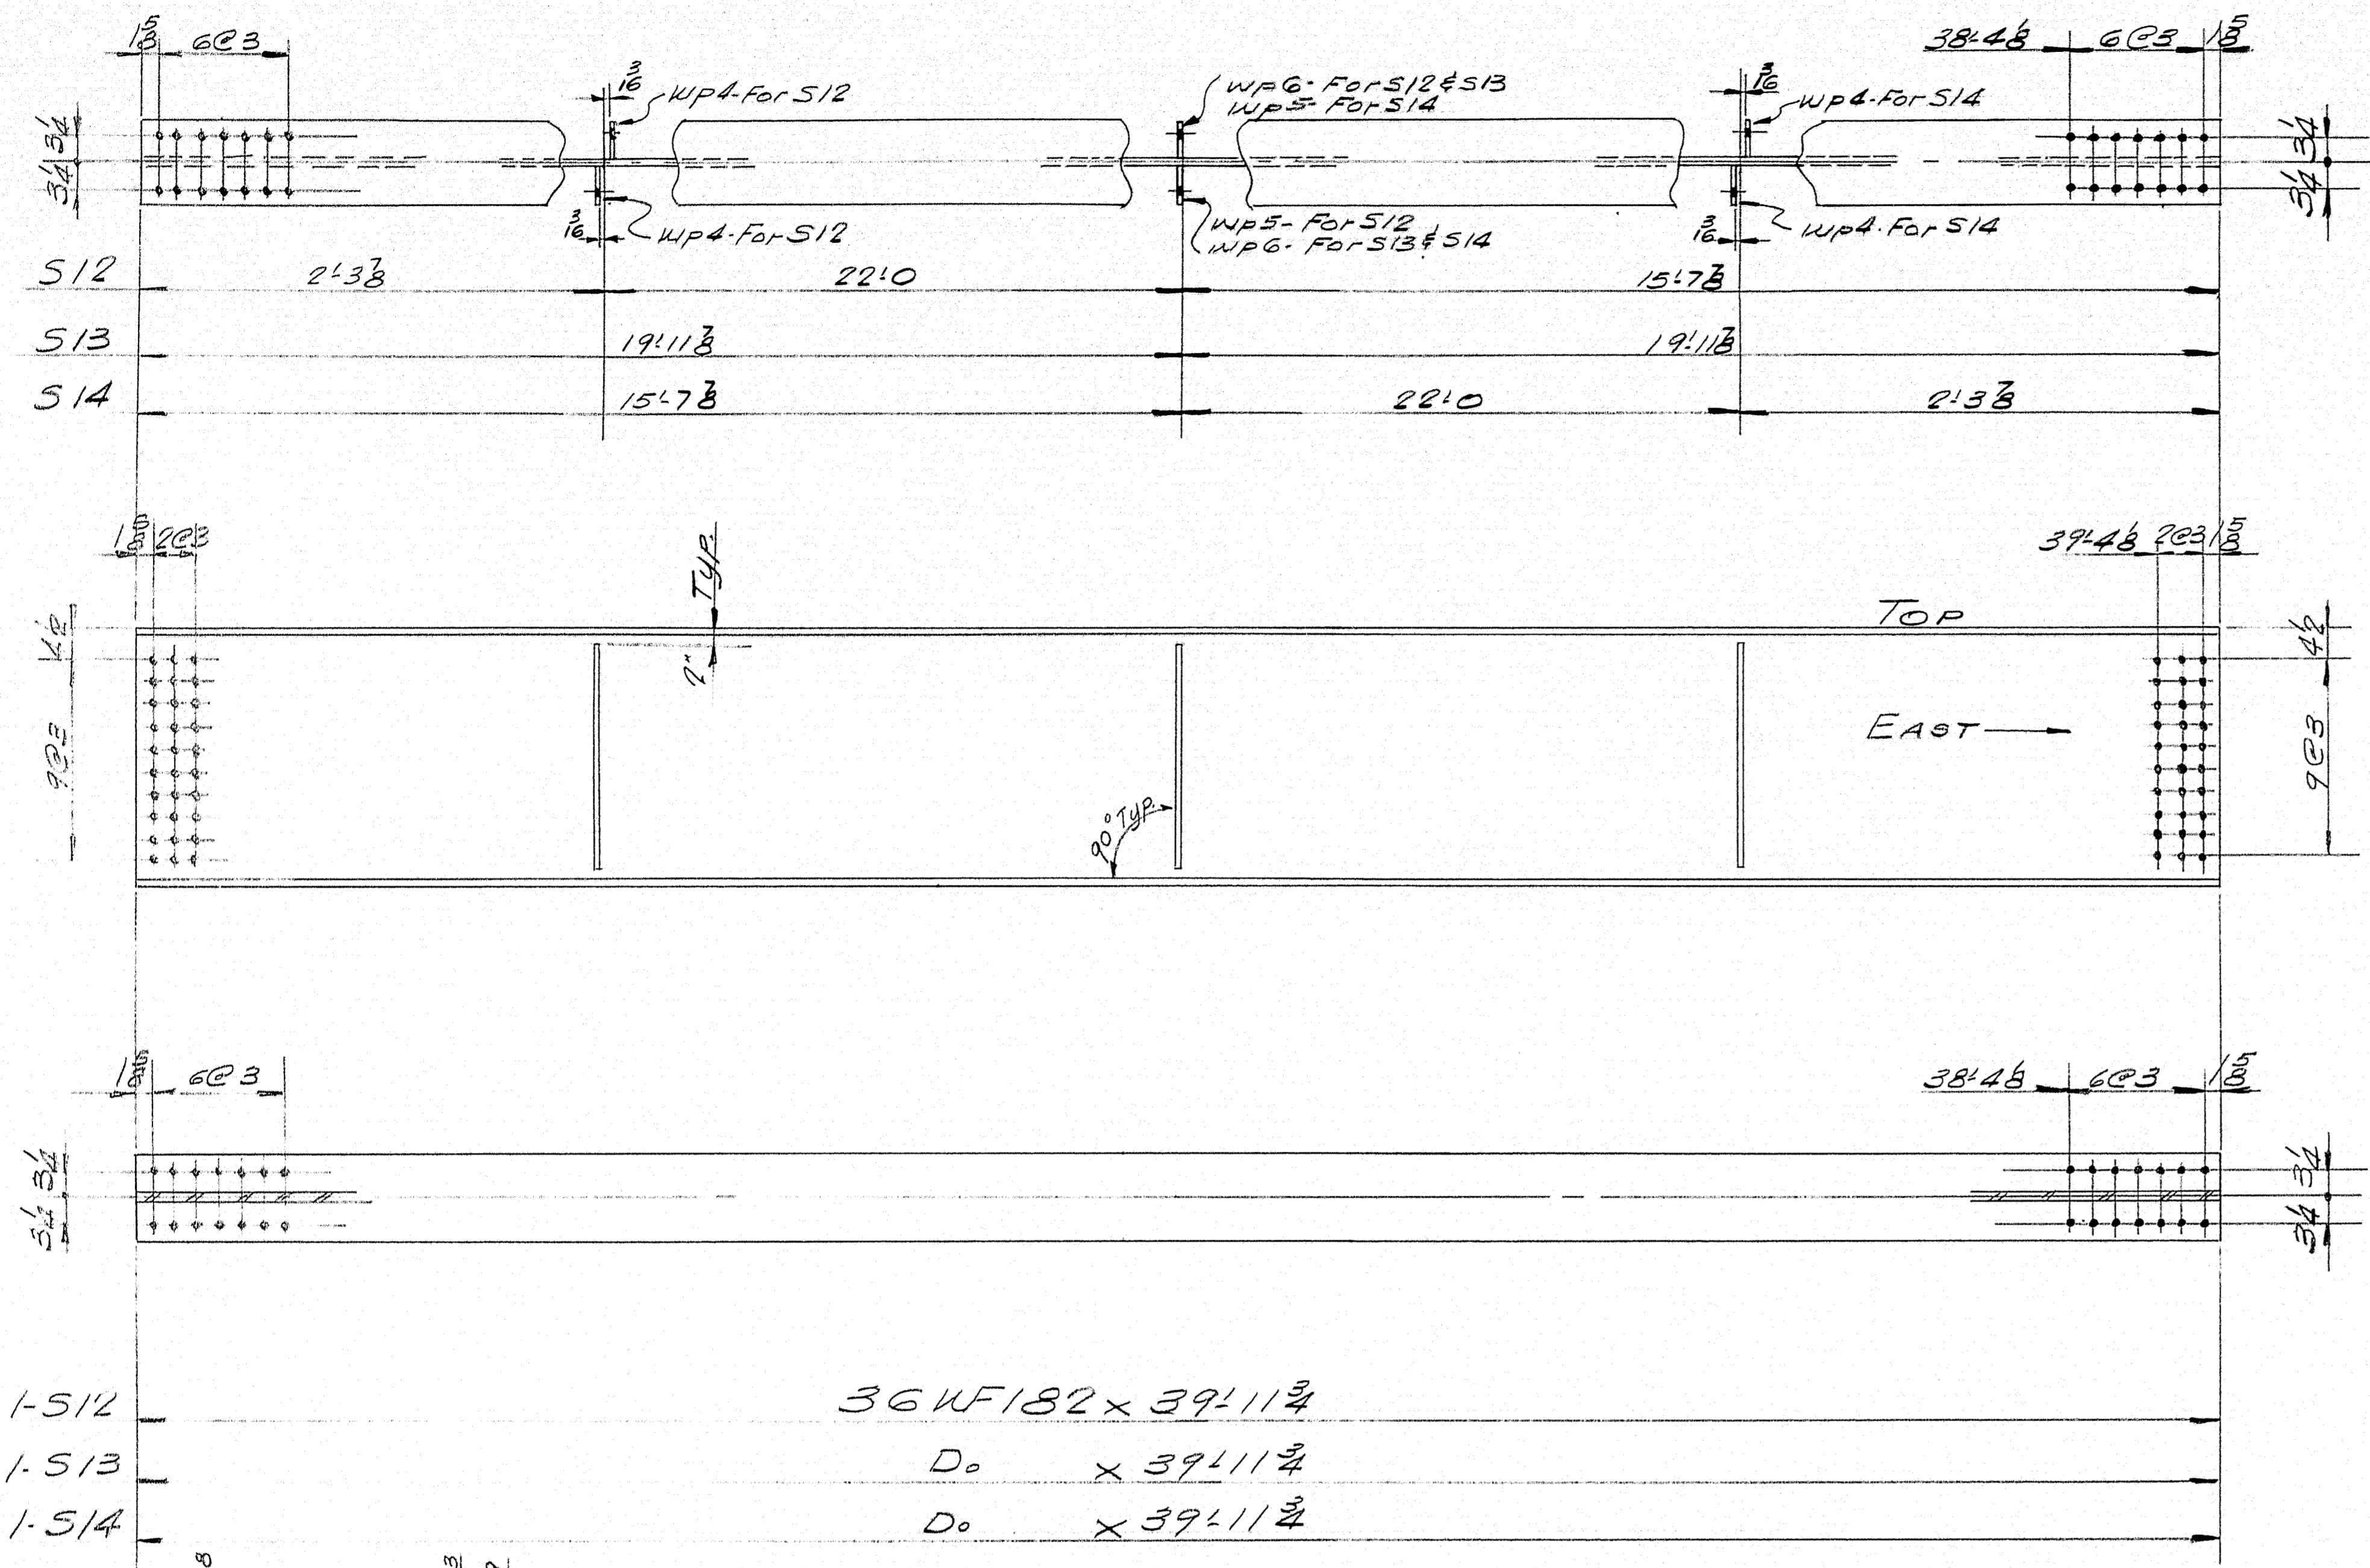 1 5/8 6@3 38'-4 1/8 6@3 1 5/8
3/16 wp4-For S12
wp6-For S12 & S13
wp5-For S14
3/16 wp4-For S14
3 1/4 3 1/4
3 1/4 3 1/4
3/16 wp4-For S12
wp5-For S12
wp6-For S13 & S14
3/16 wp4-For S14
S12 2'-3 7/8 22'-0 15'-7 7/8
S13 19'-11 7/8 19'-11 7/8
S14 15'-7 7/8 22'-0 2'-3 7/8
1 5/8 2@3 39'-4 1/8 2@3 1 5/8
2" TYP.
TOP
4 1/2 4 1/2
EAST
9@3 9@3
90° TYP.
1 5/8 6@3 38'-4 1/8 6@3 1 5/8
3 1/4 3 1/4
3 1/4 3 1/4
1-S12 36 WF 182 x 39'-11 3/4
1-S13 Do x 39'-11 3/4
1-S14 Do x 39'-11 3/4
8 3